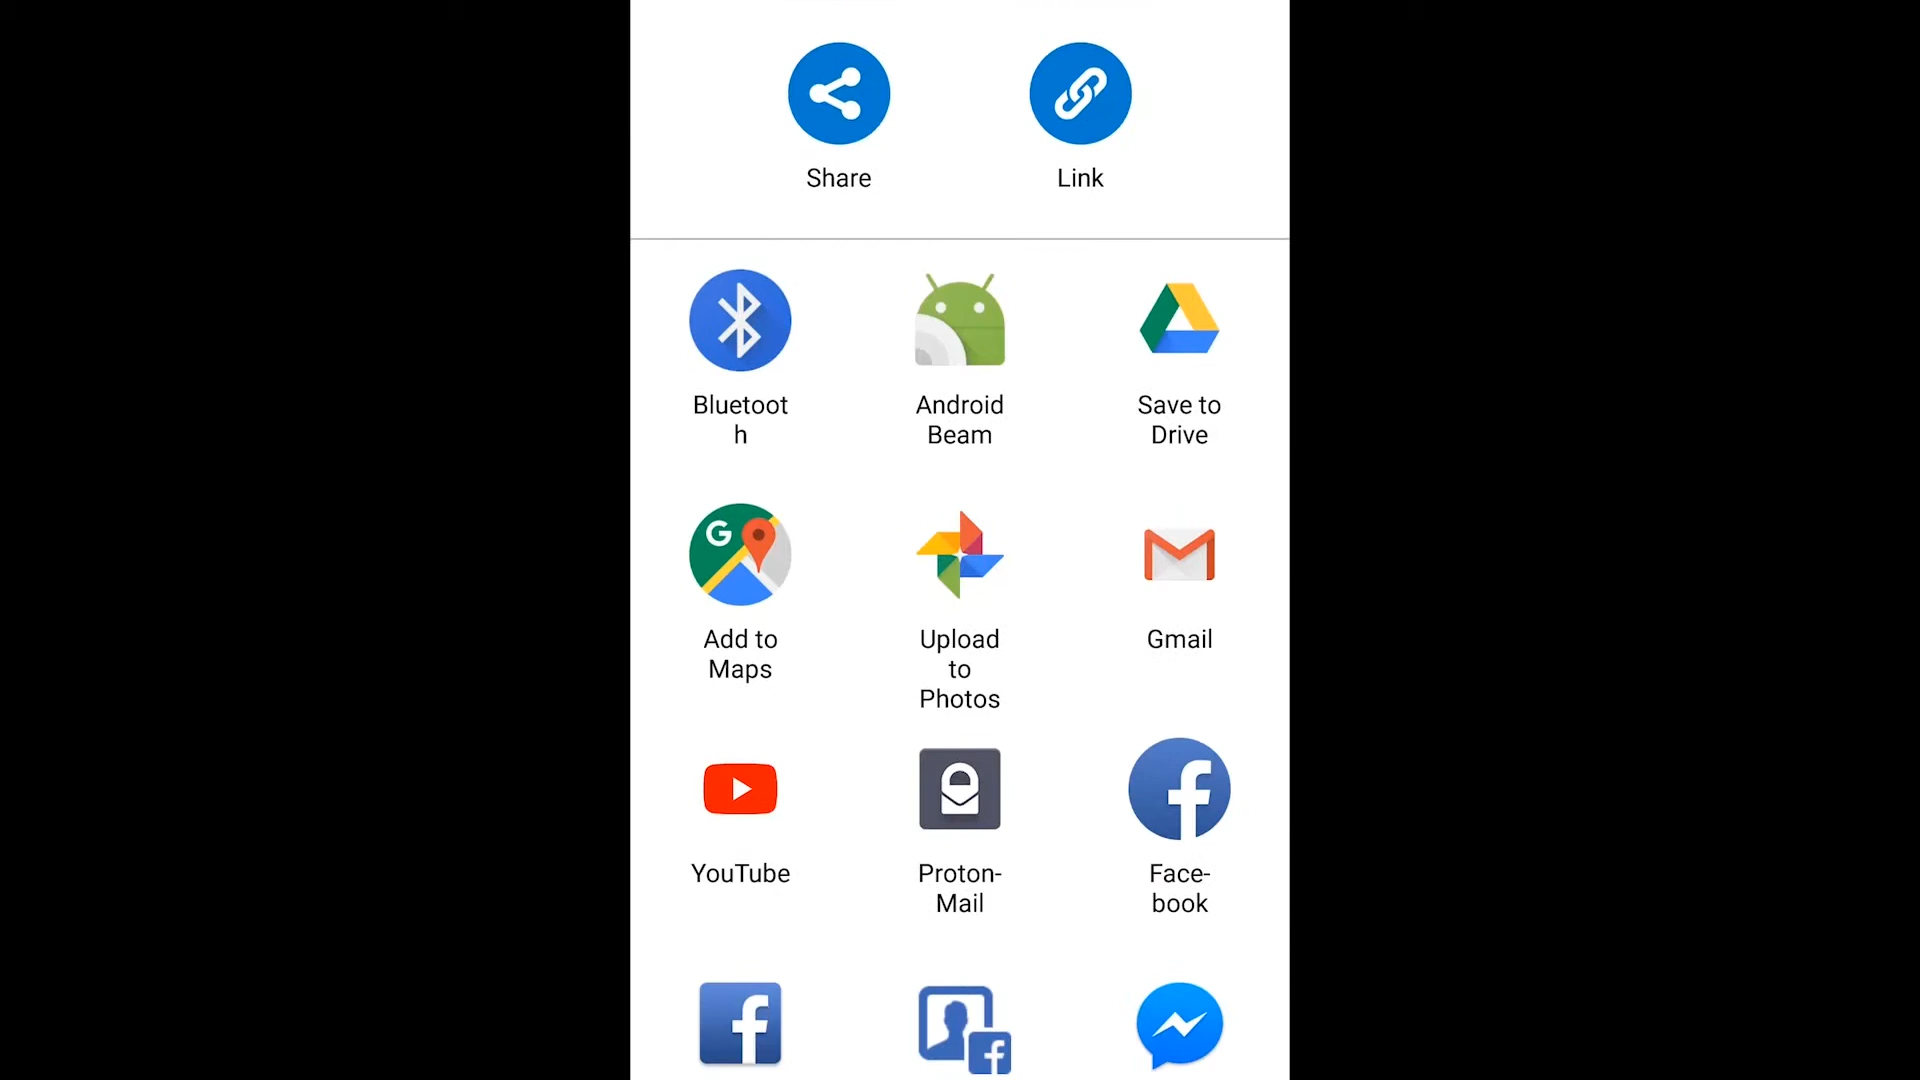 Share
Link
Bluetoot
h
Android
Beam
Save to
Drive
Add to
Maps
Upload
to
Photos
Gmail
YouTube
Proton-
Mail
Face-
book